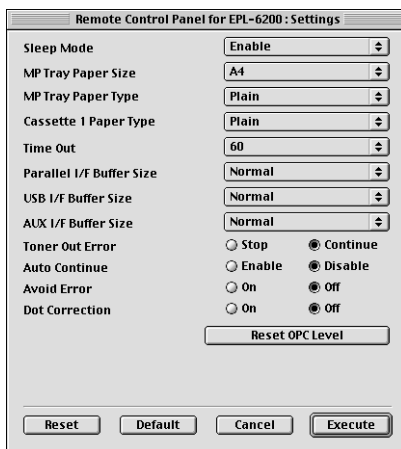 Remote Control Panel for EPL-6200 : Settings
Sleep Mode Enable
MP Tray Paper Size A4
MP Tray Paper Type Plain
Cassette 1 Paper Type Plain
Time Out 60
Parallel I/F Buffer Size Normal
USB I/F Buffer Size Normal
AUX I/F Buffer Size Normal
Toner Out Error Stop Continue
Auto Continue Enable Disable
Avoid Error On Off
Dot Correction On Off
Reset OPC Level
Reset Default Cancel Execute